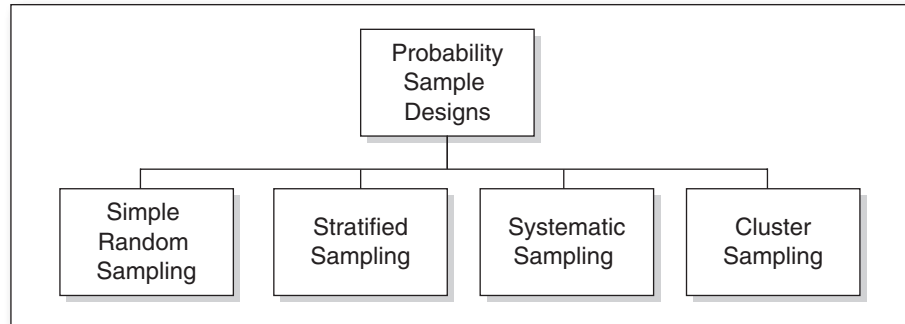 Probability
Sample
Designs
Simple
Random
Sampling
Stratified
Sampling
Systematic
Sampling
Cluster
Sampling